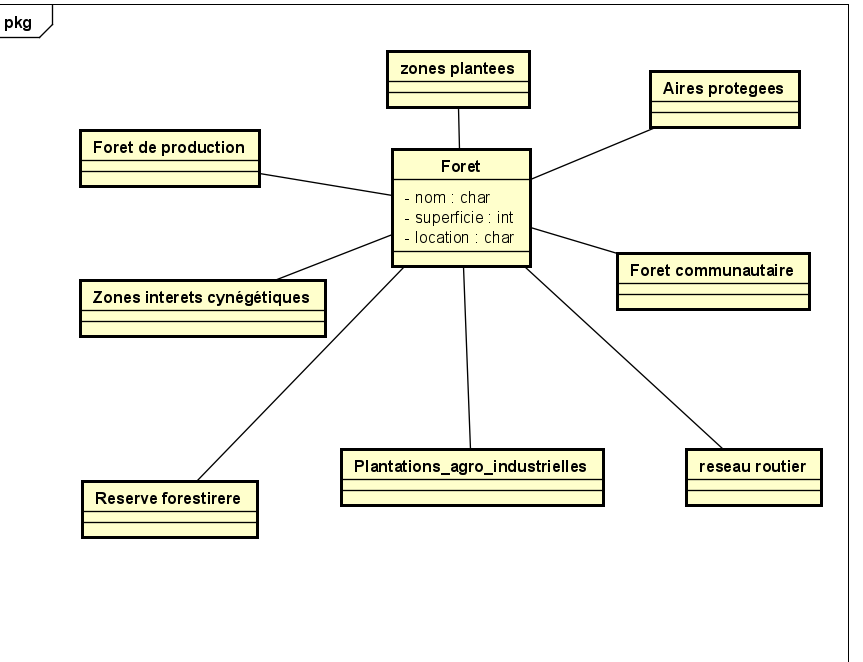 pkg
zones plantees
Aires protegees
Foret de production
Foret
- nom : char
- superficie : int
- location : char
Foret communautaire
Zones interets cynégétiques
Plantations_agro_industrielles
reseau routier
Reserve forestirere